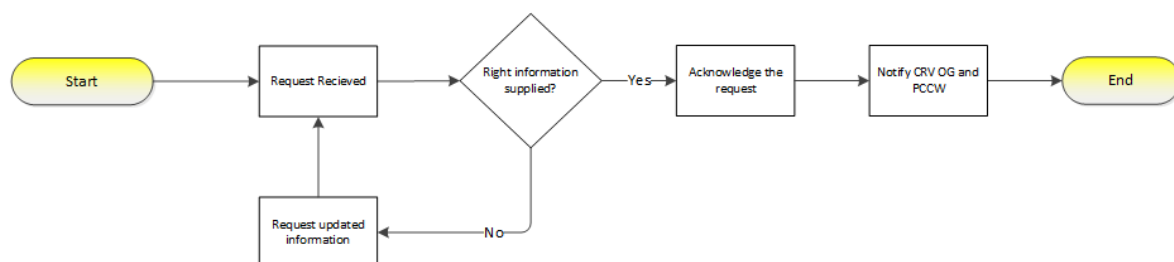 Start
Request Recieved
Right information
supplied?
Yes
Acknowledge the
request
Notify CRV OG and
PCCW
End
Request updated
information
No